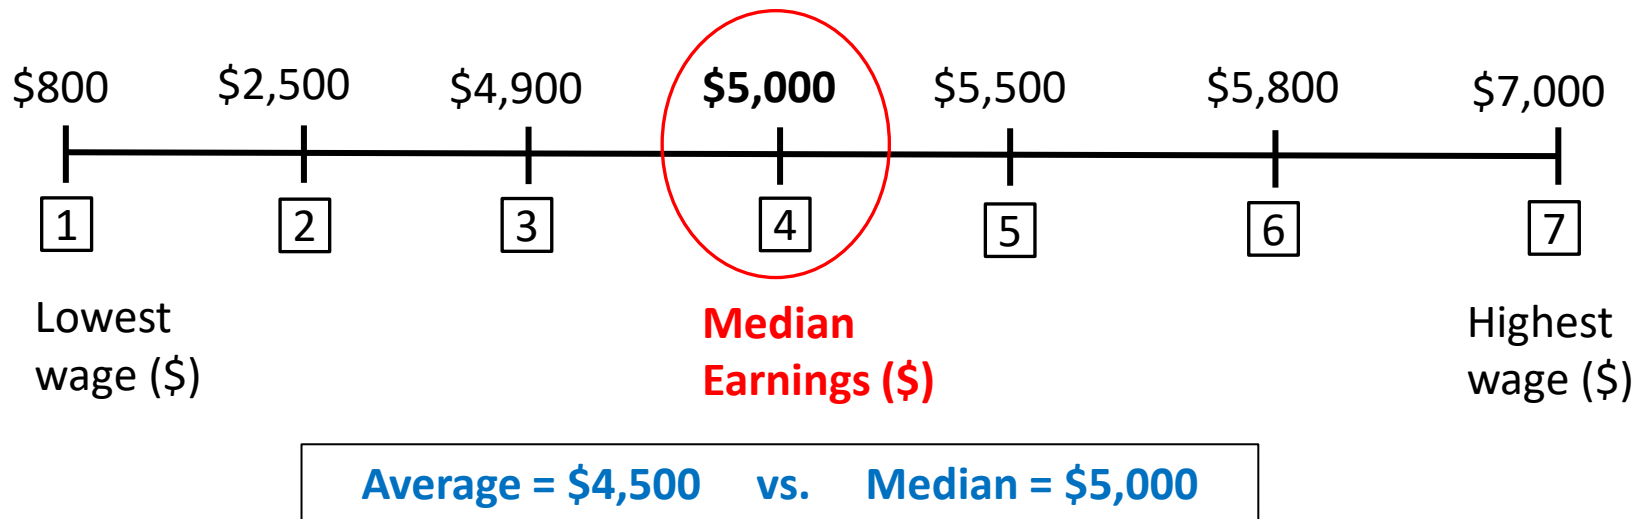 $800 $2,500 $4,900 $5,000 $5,500 $5,800 $7,000
1 2 3 4 5 6 7
Lowest
wage ($)
Median
Earnings ($)
Highest
wage ($)
Average = $4,500 vs. Median = $5,000